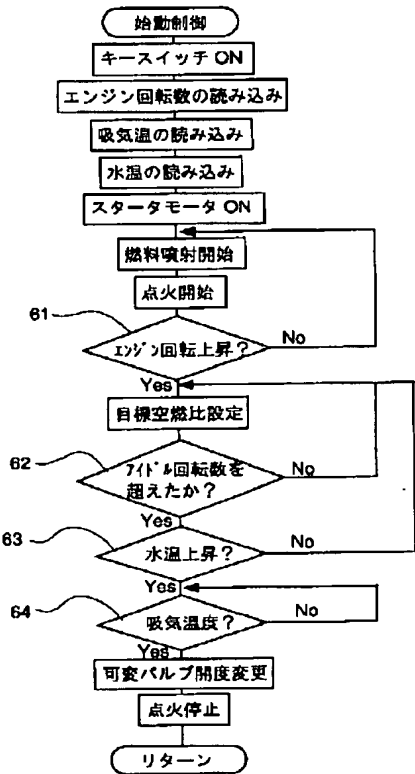 始動制御
キースイッチ ON
エンジン回転数の読み込み
吸気温の読み込み
水温の読み込み
スタータモータ ON
燃料噴射開始
点火開始
61
エンジン回転上昇？
No
Yes
目標空燃比設定
62
アイドル回転数を
超えたか？
No
Yes
63
水温上昇？
No
Yes
64
吸気温度？
No
Yes
可変バルブ開度変更
点火停止
リターン